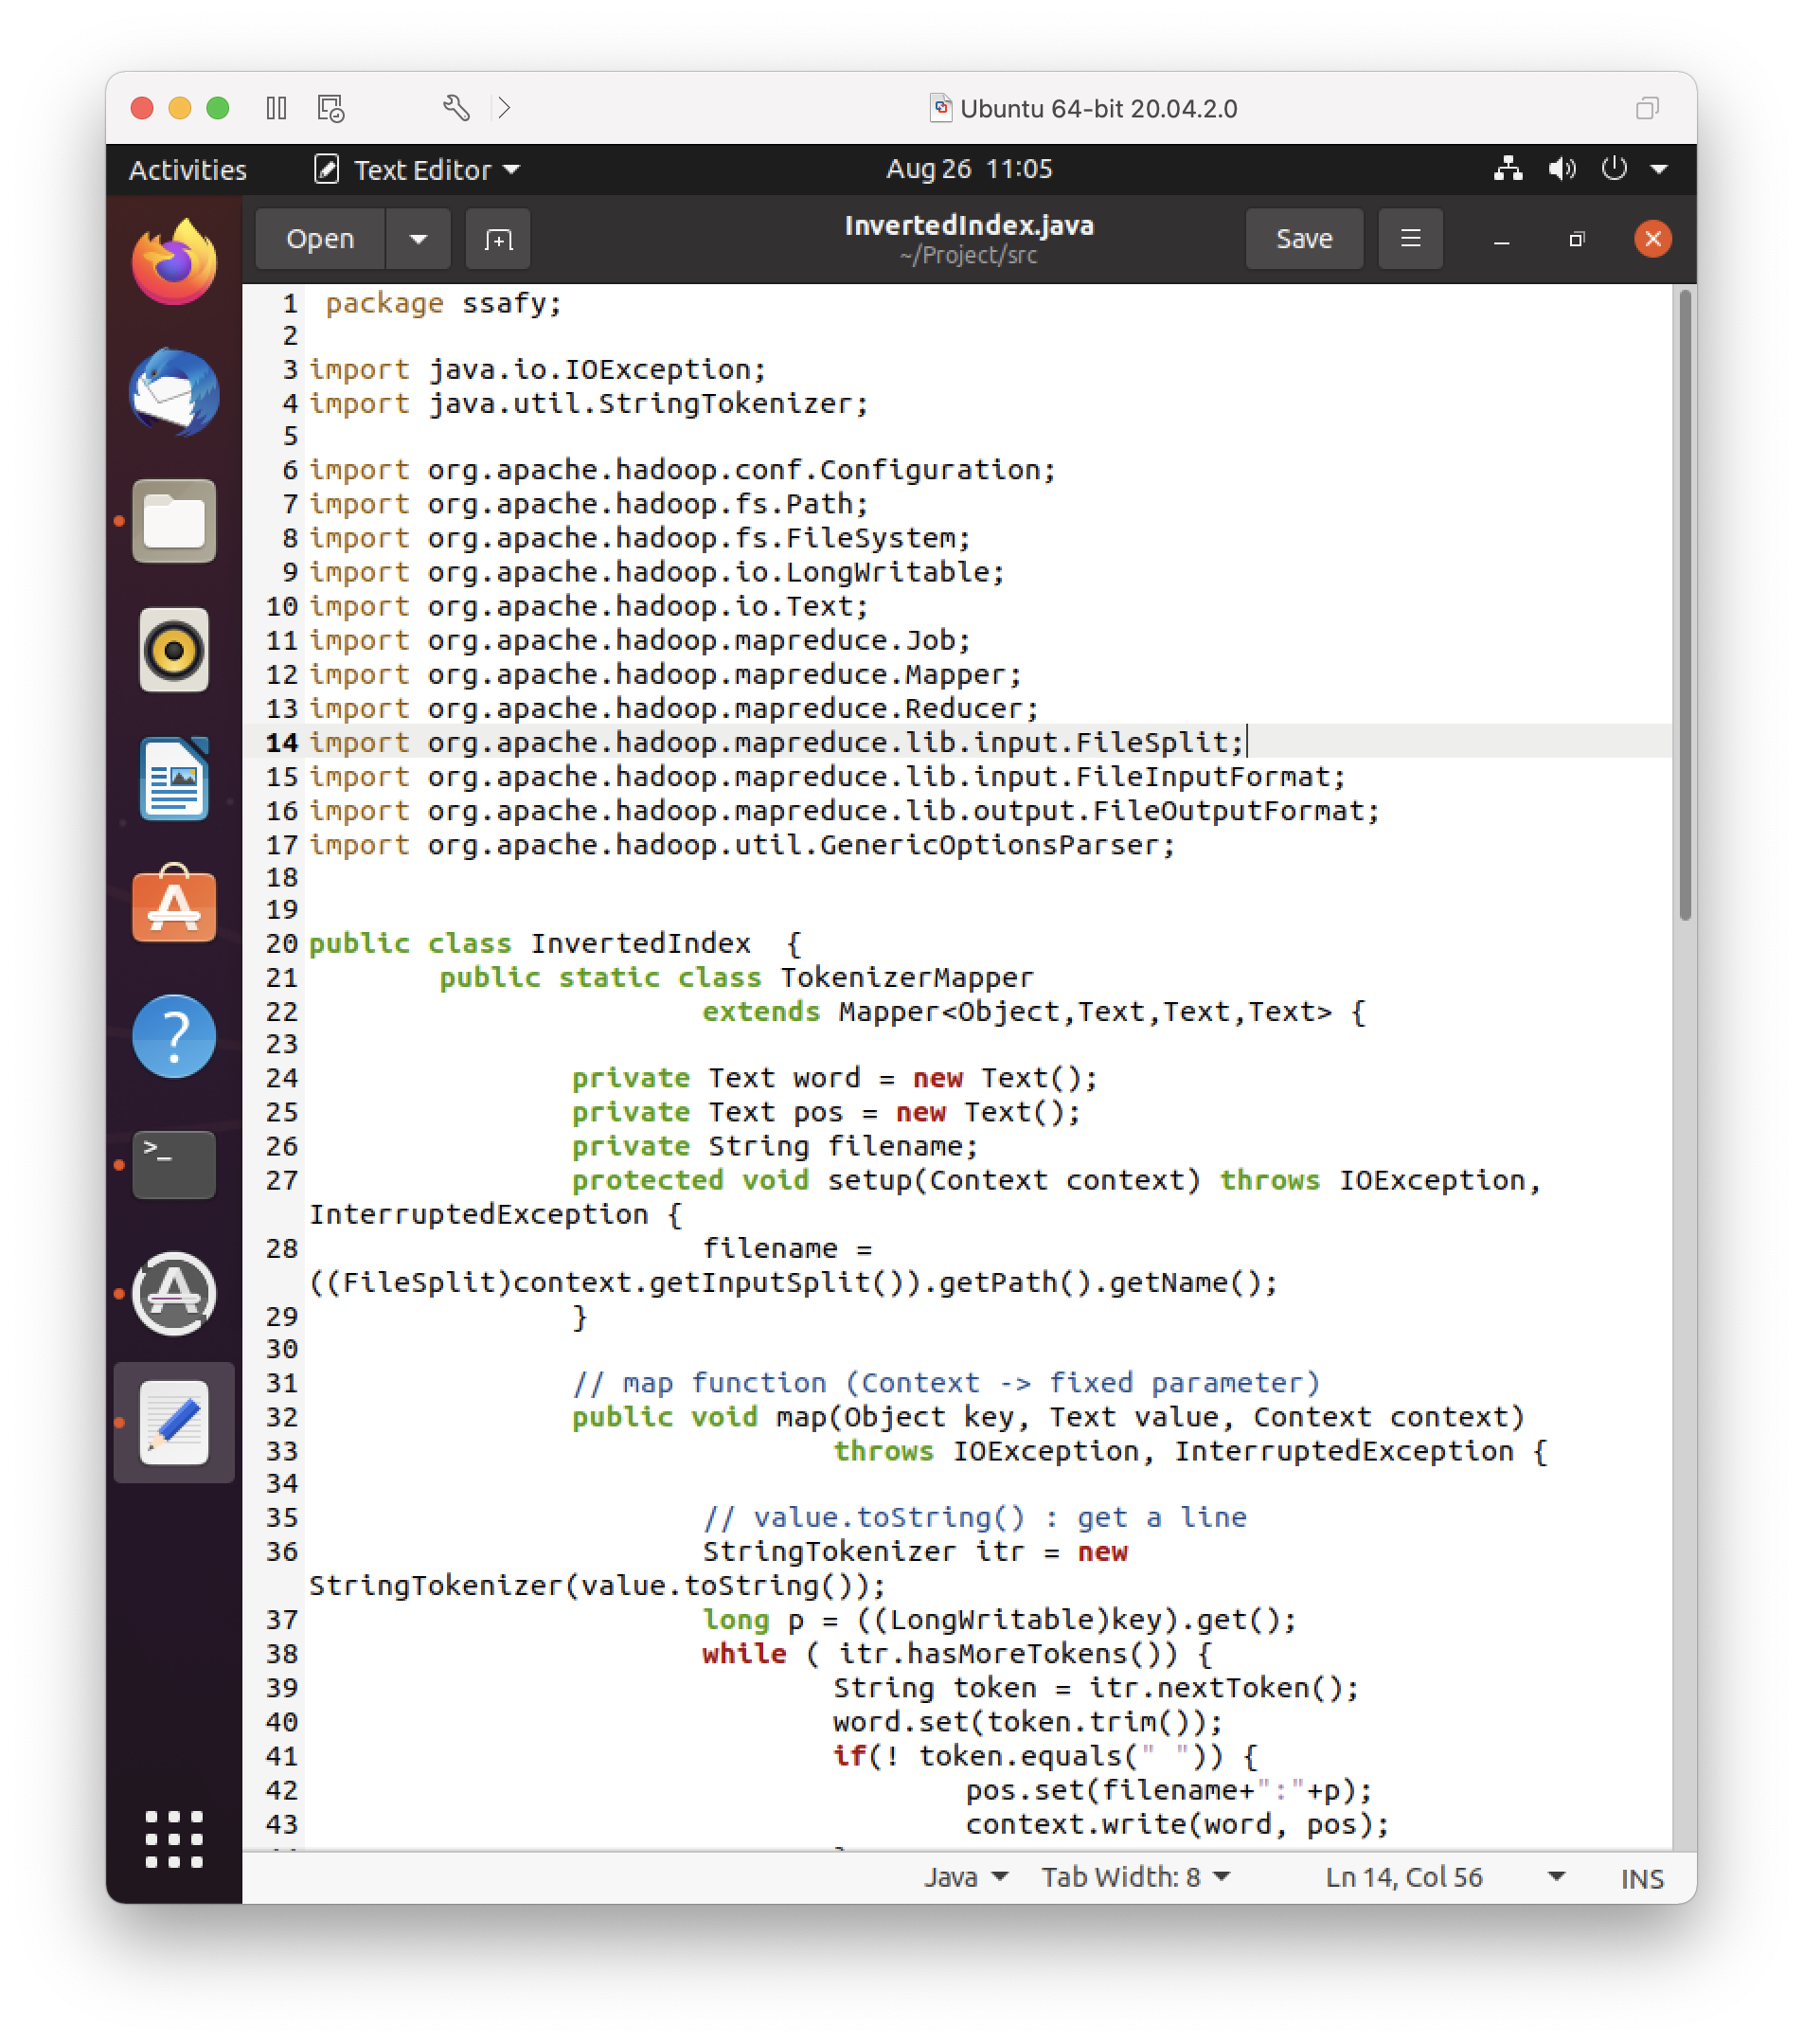 Ubuntu 64-bit 20.04.2.0
Activities Text Editor Aug 26 11:05
Open InvertedIndex.java Save
~/Project/src
1 package ssafy;
2
3 import java.io.IOException;
4 import java.util.StringTokenizer;
5
6 import org.apache.hadoop.conf.Configuration;
7 import org.apache.hadoop.fs.Path;
8 import org.apache.hadoop.fs.FileSystem;
9 import org.apache.hadoop.io.LongWritable;
10 import org.apache.hadoop.io.Text;
11 import org.apache.hadoop.mapreduce.Job;
12 import org.apache.hadoop.mapreduce.Mapper;
13 import org.apache.hadoop.mapreduce.Reducer;
14 import org.apache.hadoop.mapreduce.lib.input.FileSplit;
15 import org.apache.hadoop.mapreduce.lib.input.FileInputFormat;
16 import org.apache.hadoop.mapreduce.lib.output.FileOutputFormat;
17 import org.apache.hadoop.util.GenericOptionsParser;
18
19
20 public class InvertedIndex  {
21 public static class TokenizerMapper
22 extends Mapper<Object,Text,Text,Text> {
23
24 private Text word = new Text();
25 private Text pos = new Text();
26 private String filename;
27 protected void setup(Context context) throws IOException,
InterruptedException {
28 filename =
((FileSplit)context.getInputSplit()).getPath().getName();
29 }
30
31 // map function (Context -> fixed parameter)
32 public void map(Object key, Text value, Context context)
33 throws IOException, InterruptedException {
34
35 // value.toString() : get a line
36 StringTokenizer itr = new
StringTokenizer(value.toString());
37 long p = ((LongWritable)key).get();
38 while ( itr.hasMoreTokens()) {
39 String token = itr.nextToken();
40 word.set(token.trim());
41 if(! token.equals(" ")) {
42 pos.set(filename+":"+p);
43 context.write(word, pos);
Java Tab Width: 8 Ln 14, Col 56 INS